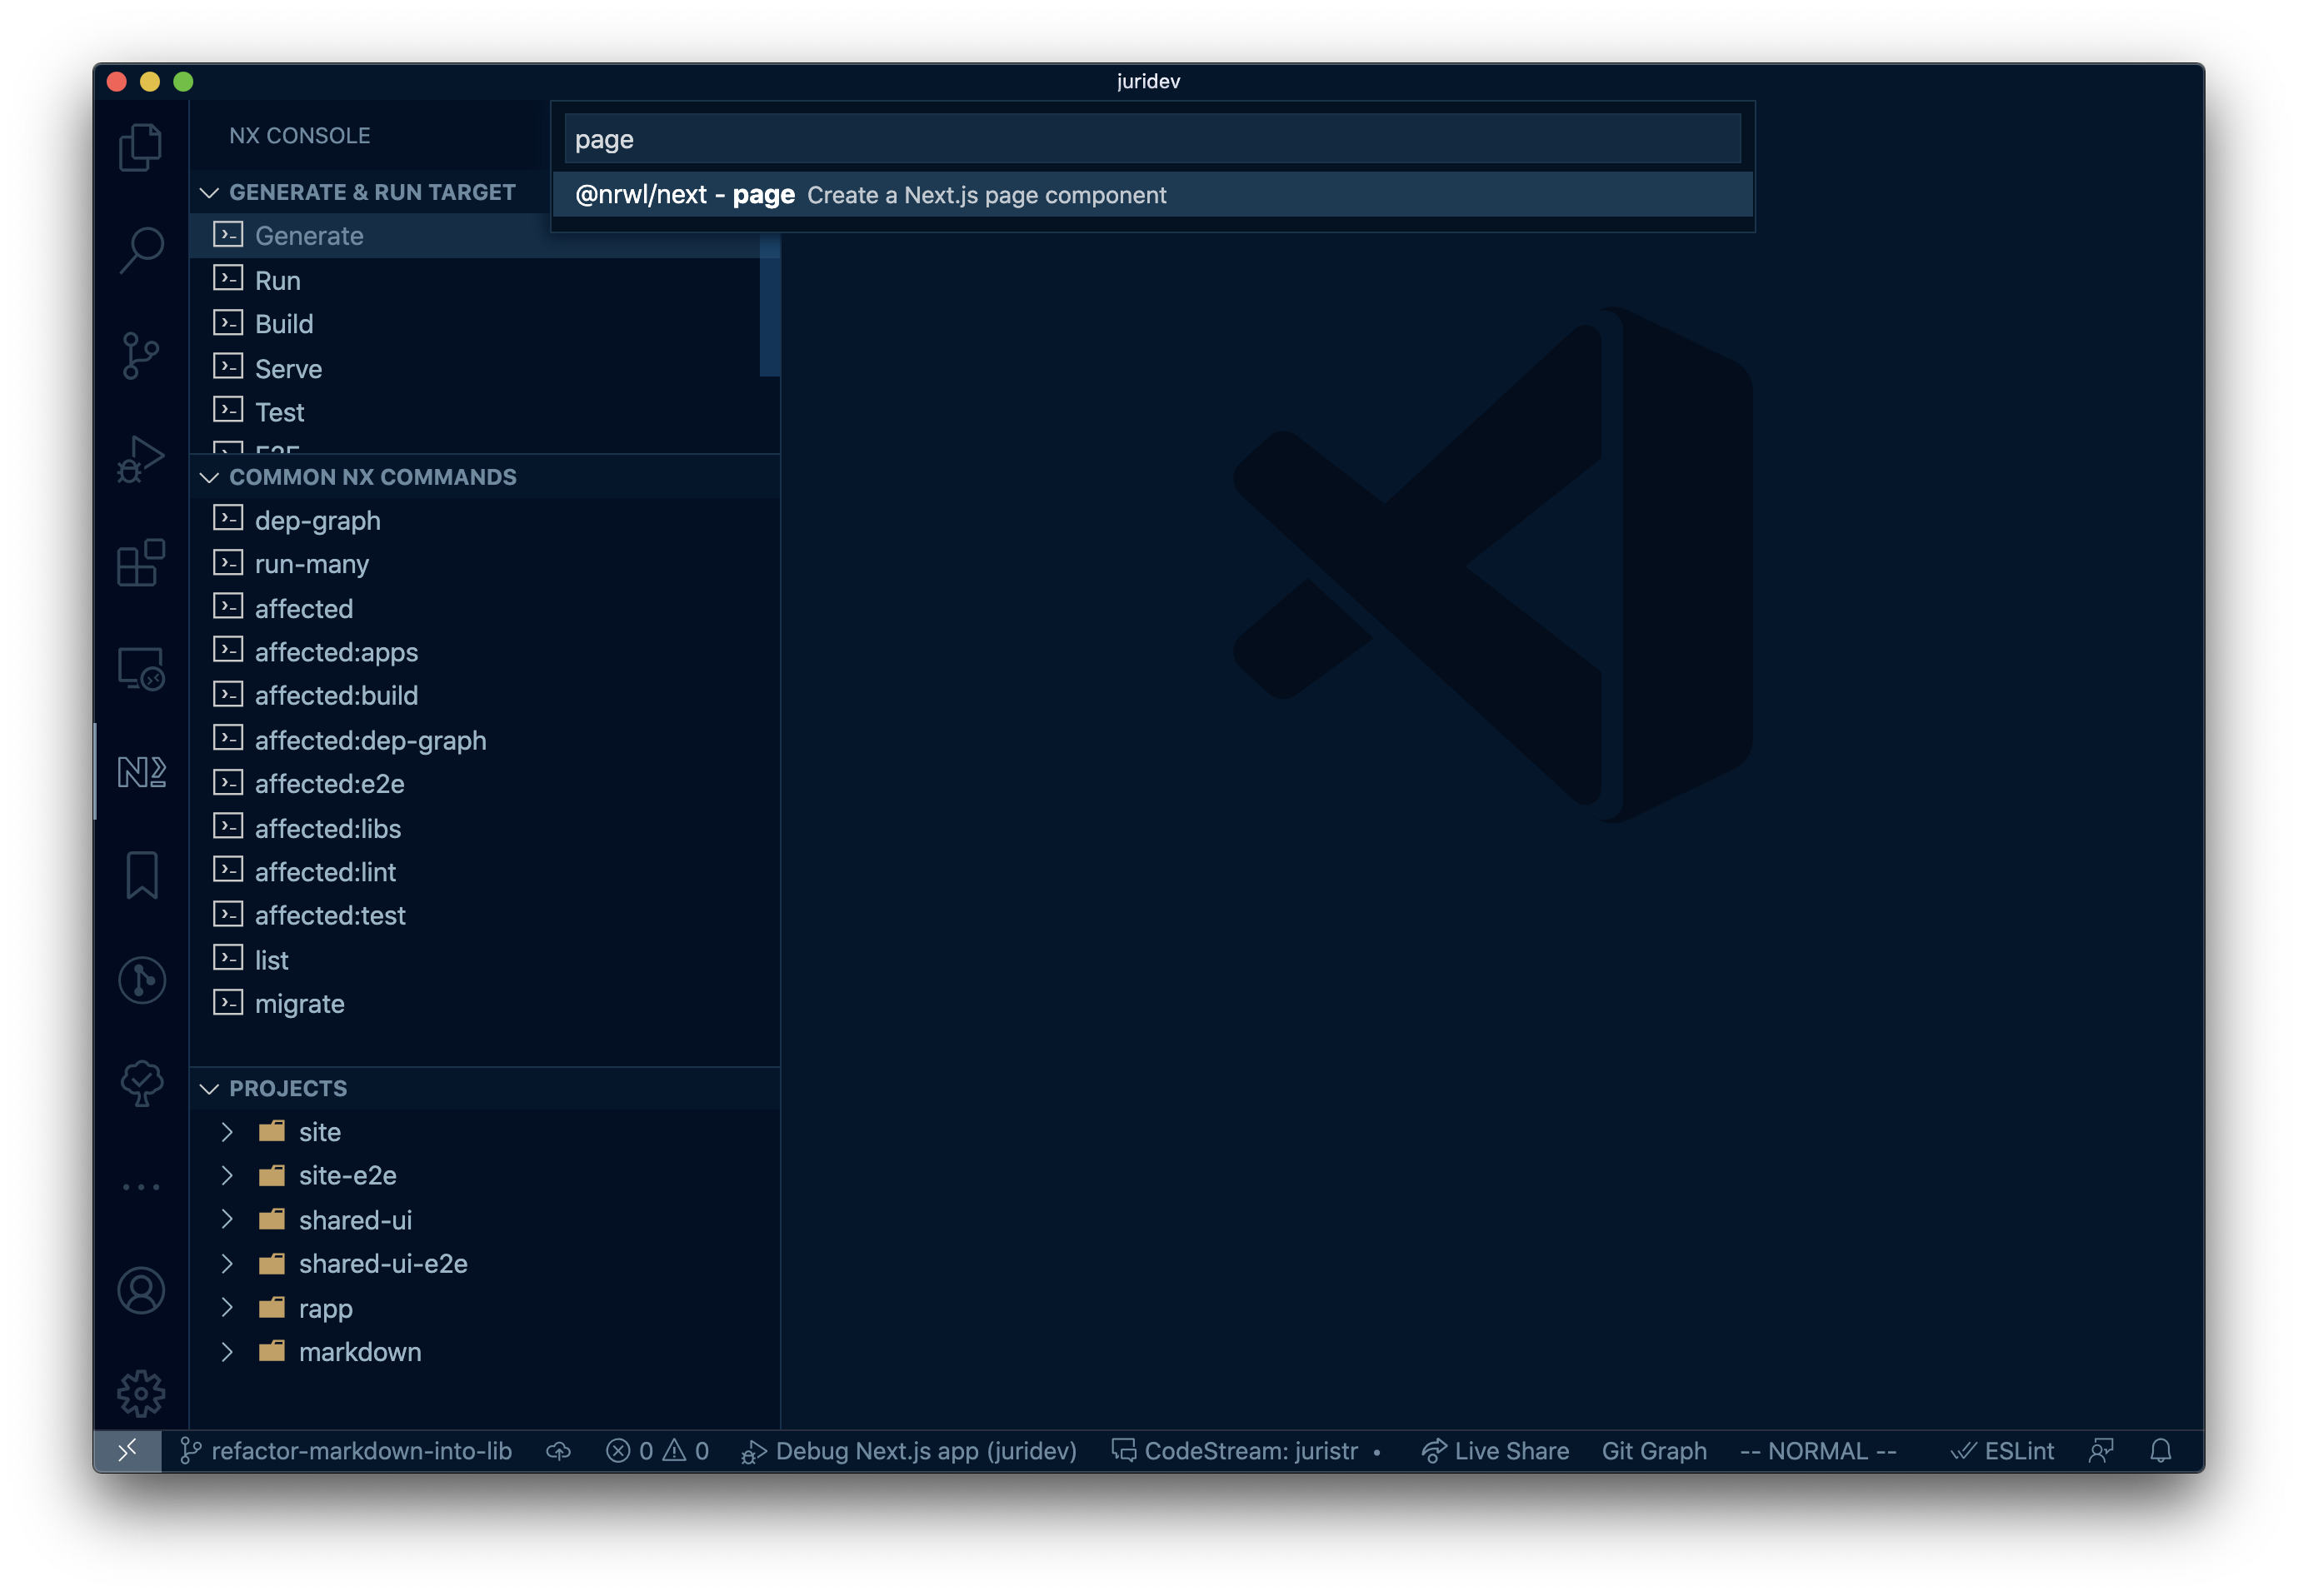 juridev
NX CONSOLE
page
@nrwl/next - page Create a Next.js page component
GENERATE & RUN TARGET
Generate
Run
Build
Serve
Test
E2E
COMMON NX COMMANDS
dep-graph
run-many
affected
affected:apps
affected:build
affected:dep-graph
affected:e2e
affected:libs
affected:lint
affected:test
list
migrate
PROJECTS
site
site-e2e
shared-ui
shared-ui-e2e
rapp
markdown
refactor-markdown-into-lib 0 0 Debug Next.js app (juridev) CodeStream: juristr • Live Share Git Graph -- NORMAL -- ESLint